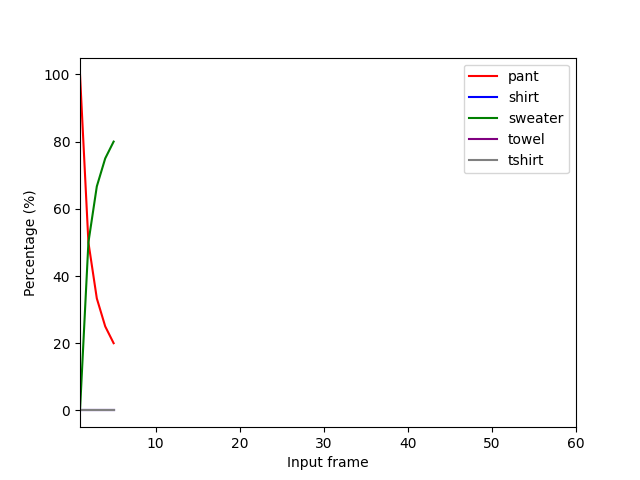 100
80
60
40
20
0
Percentage (%)
pant
shirt
sweater
towel
tshirt
10 20 30 40 50 60
Input frame